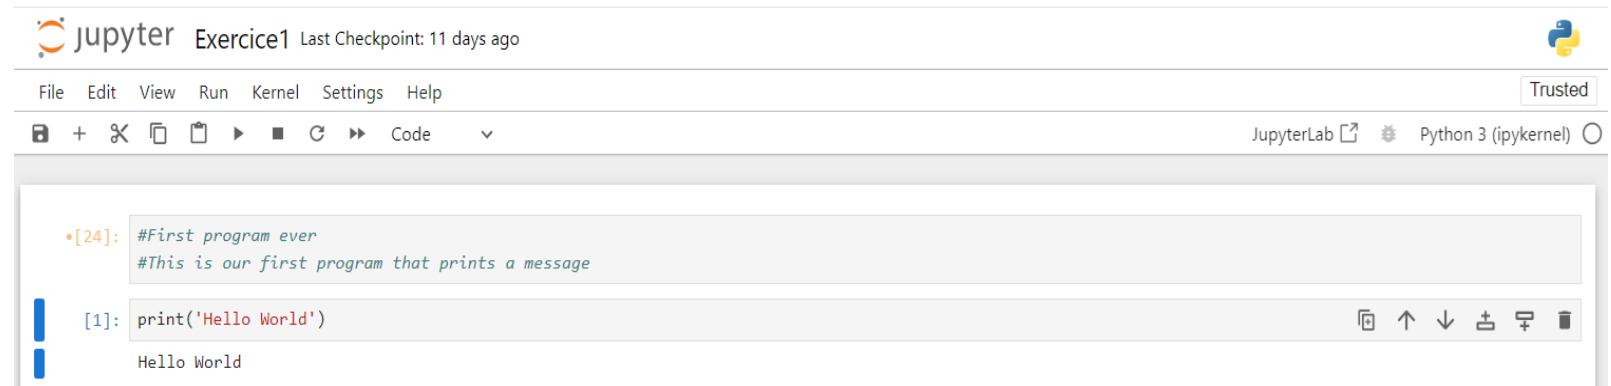 jupyter Exercice1 Last Checkpoint: 11 days ago
File Edit View Run Kernel Settings Help
Trusted
Code
JupyterLab
Python 3 (ipykernel)
•[24]: #First program ever
#This is our first program that prints a message
[1]: print('Hello World')
Hello World